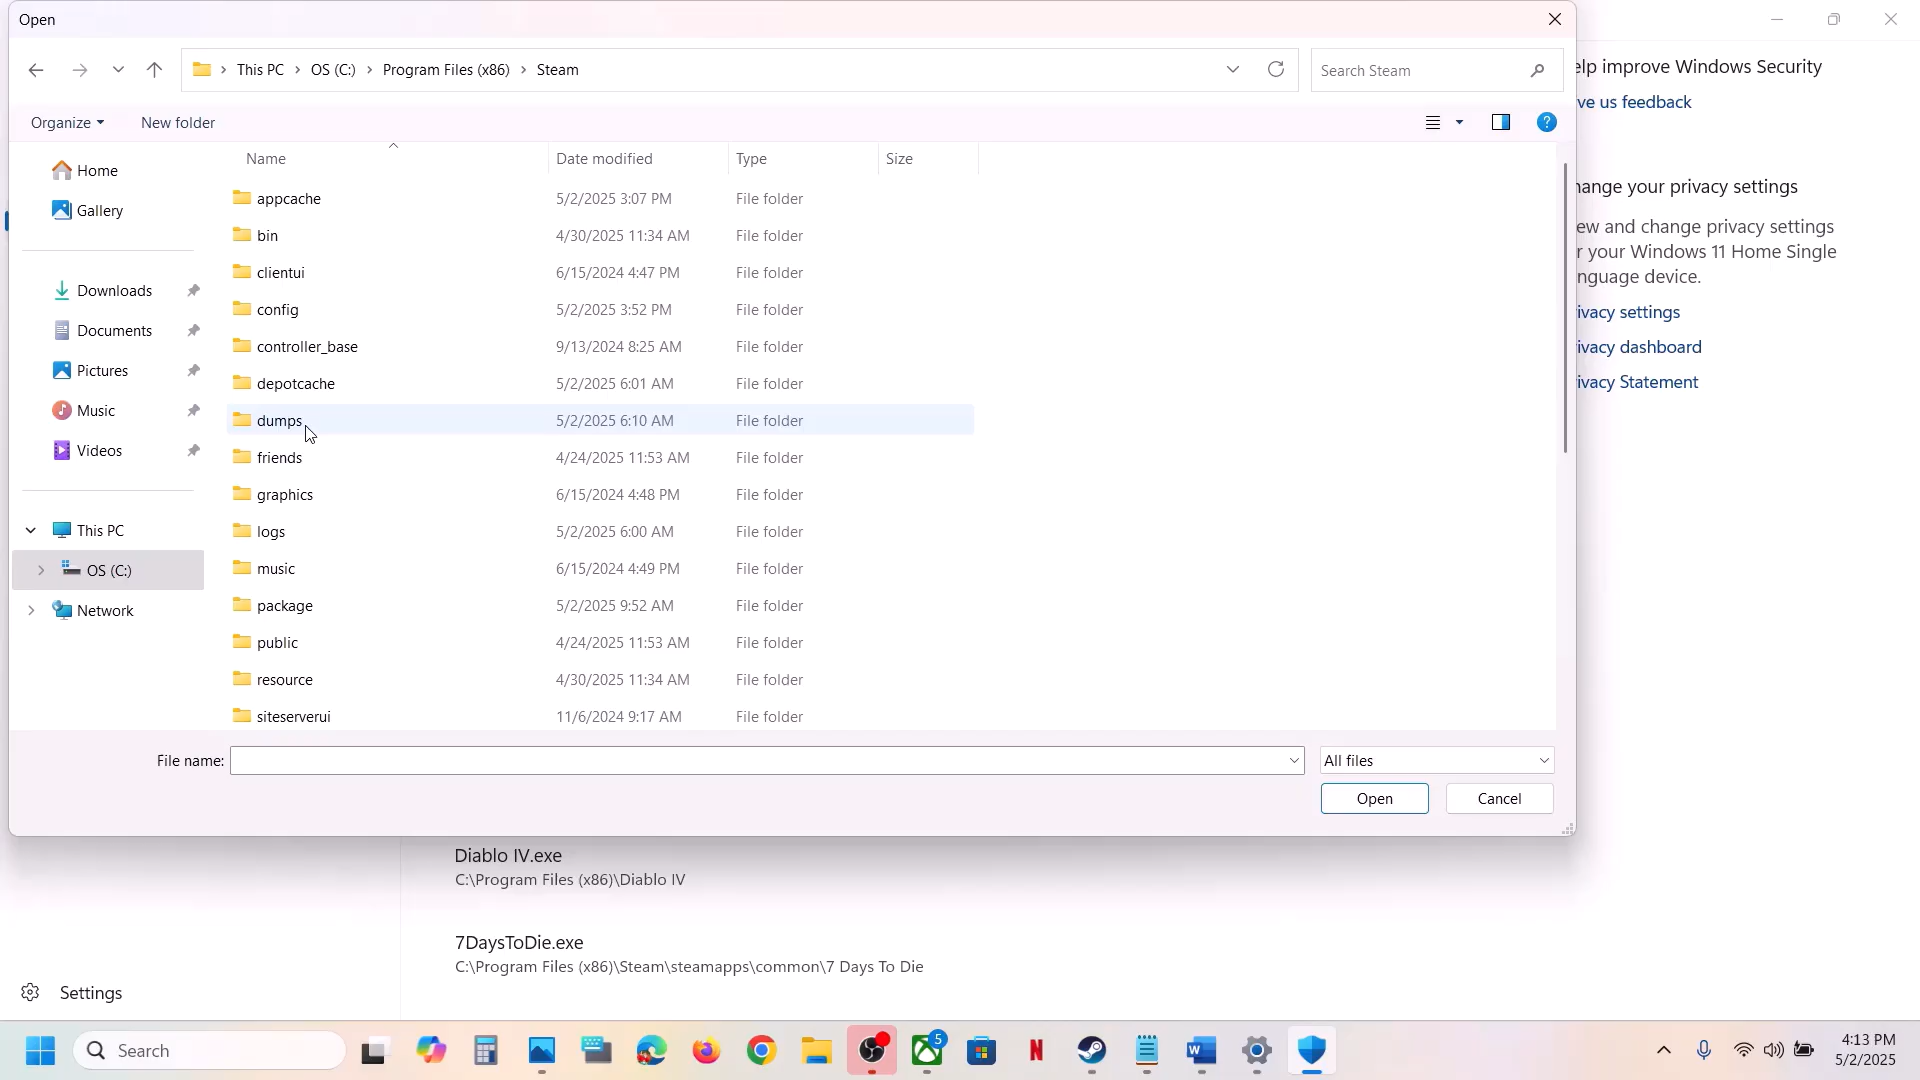 Open
This PC > OS (C:) > Program Files (x86) > Steam
Search Steam
Organize
New folder
Name
Date modified
Type
Size
Home
Gallery
Downloads
Documents
Pictures
Music
Videos
This PC
OS (C:)
Network
appcache 5/2/2025 3:07 PM File folder
bin 4/30/2025 11:34 AM File folder
clientui 6/15/2024 4:47 PM File folder
config 5/2/2025 3:52 PM File folder
controller_base 9/13/2024 8:25 AM File folder
depotcache 5/2/2025 6:01 AM File folder
dumps 5/2/2025 6:10 AM File folder
friends 4/24/2025 11:53 AM File folder
graphics 6/15/2024 4:48 PM File folder
logs 5/2/2025 6:00 AM File folder
music 6/15/2024 4:49 PM File folder
package 5/2/2025 9:52 AM File folder
public 4/24/2025 11:53 AM File folder
resource 4/30/2025 11:34 AM File folder
siteserverui 11/6/2024 9:17 AM File folder
File name:
All files
Open
Cancel
elp improve Windows Security
ve us feedback
hange your privacy settings
ew and change privacy settings
r your Windows 11 Home Single
nguage device.
ivacy settings
ivacy dashboard
ivacy Statement
Diablo IV.exe
C:\Program Files (x86)\Diablo IV
7DaysToDie.exe
C:\Program Files (x86)\Steam\steamapps\common\7 Days To Die
Settings
Search
5
4:13 PM
5/2/2025